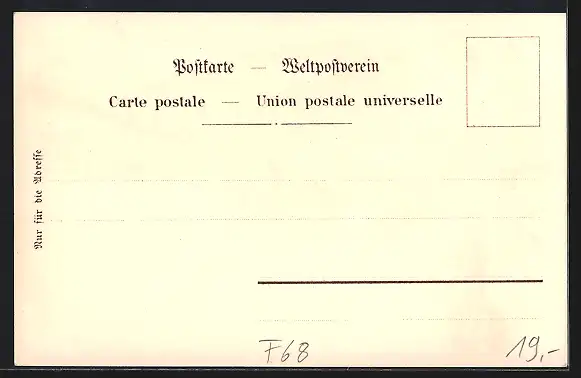 Postkarte — Weltpostverein
Carte postale — Union postale universelle
Nur für die Adresse
F68
19,-